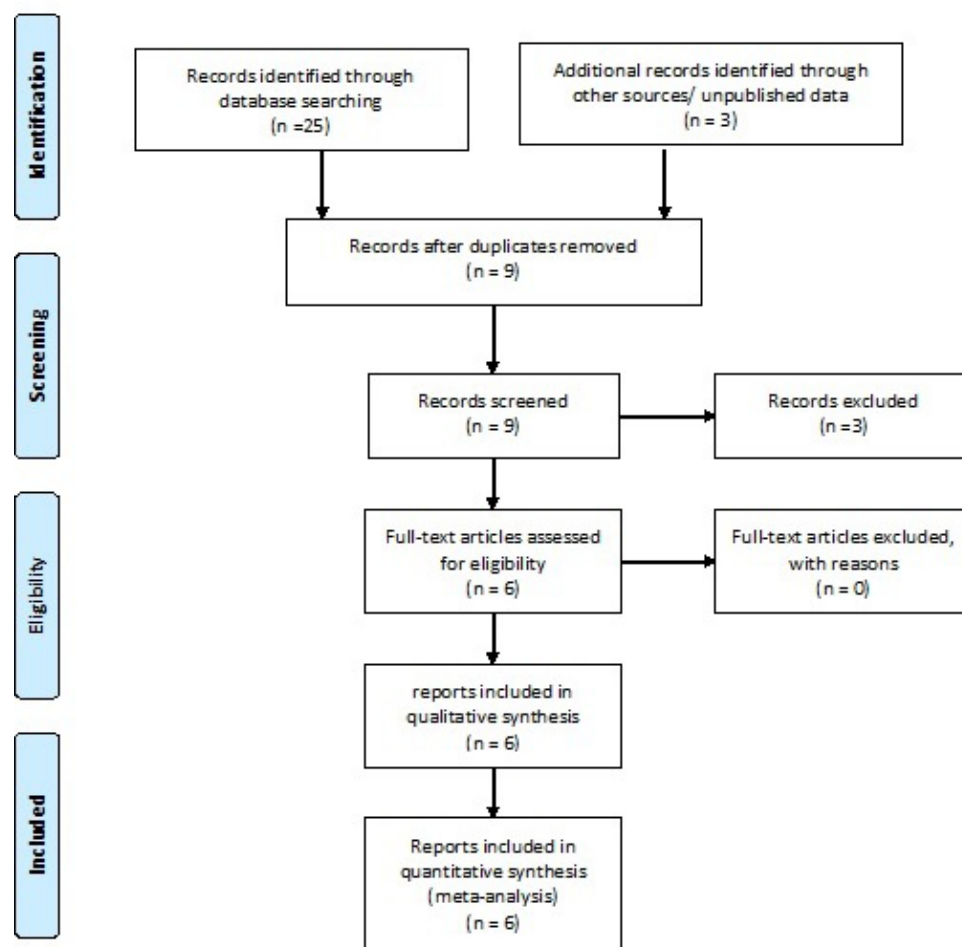 Identification
Records identified through
database searching
(n =25)
Additional records identified through
other sources/ unpublished data
(n = 3)
Records after duplicates removed
(n = 9)
Screening
Records screened
(n = 9)
Records excluded
(n =3)
Eligibility
Full-text articles assessed
for eligibility
(n = 6)
Full-text articles excluded,
with reasons
(n = 0)
reports included in
qualitative synthesis
(n = 6)
Included
Reports included in
quantitative synthesis
(meta-analysis)
(n = 6)